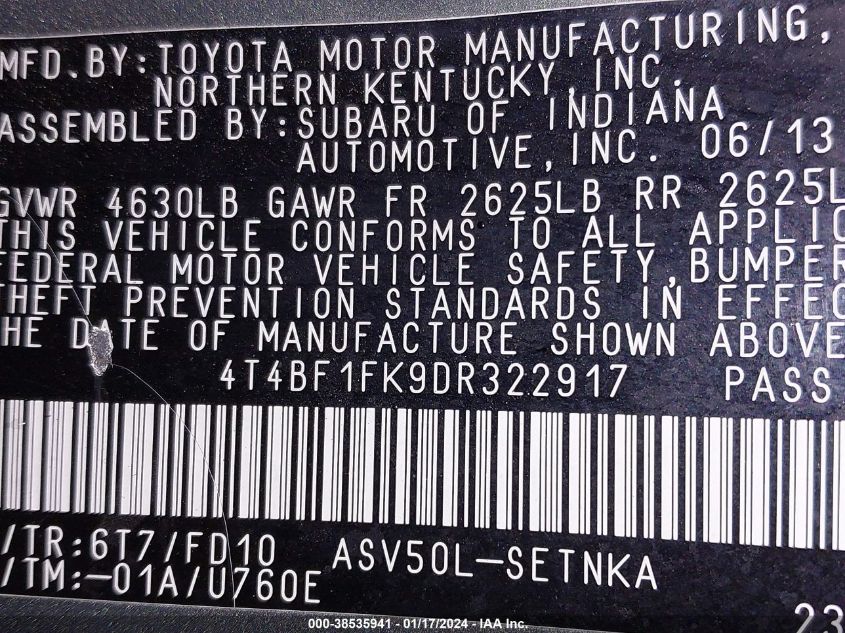 MFD.BY:TOYOTA MOTOR MANUFACTURING,
NORTHERN KENTUCKY,INC.
ASSEMBLED BY:SUBARU OF INDIANA
AUTOMOTIVE,INC. 06/13
GVWR 4630LB GAWR FR 2625LB RR 2625L
THIS VEHICLE CONFORMS TO ALL APPLIC
FEDERAL MOTOR VEHICLE SAFETY,BUMPER
THEFT PREVENTION STANDARDS IN EFFEC
THE DATE OF MANUFACTURE SHOWN ABOVE
4T4BF1FK9DR322917 PASS
/TR:6T7/FD10 ASV50L-SETNKA
/TM:-01A/U760E
23
000-38535941 - 01/17/2024 - IAA Inc.